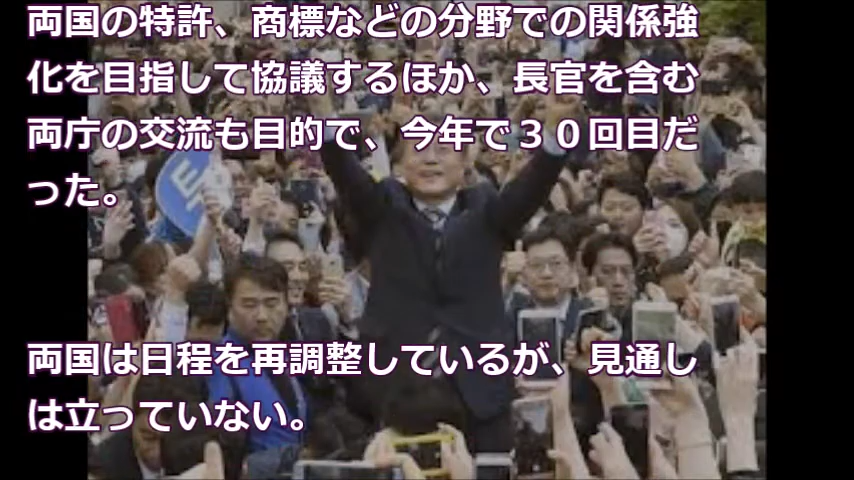 両国の特許、商標などの分野での関係強
化を目指して協議するほか、長官を含む
両庁の交流も目的で、今年で３０回目だ
った。
両国は日程を再調整しているが、見通し
は立っていない。